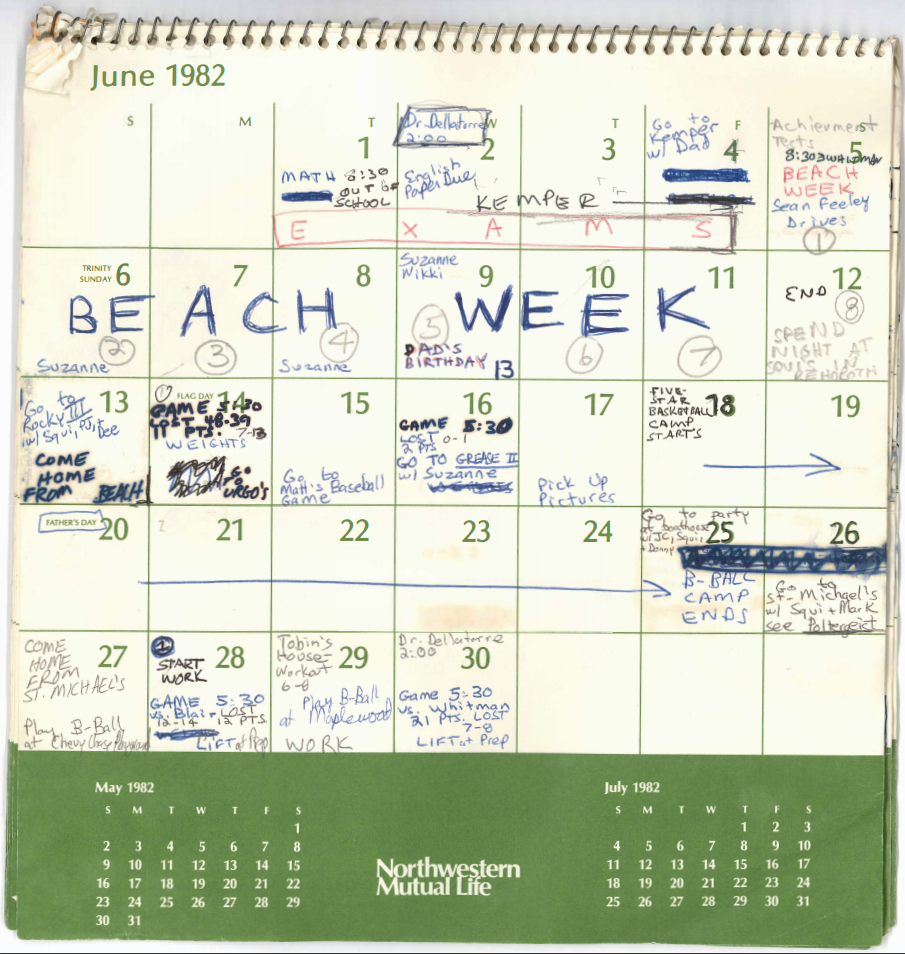 June 1982
S M T W T F S
1
MATH 8:30
OUT OF
SCHOOL
Dr. Dellatorre
2:00
2
English
Paper Due
3
KEMPER
Go to
Kemper
w/ Dad
4
Achievment
Tests
5
8:30 WHITMAN
BEACH
WEEK
Sean Feeley
Drives
1
E X A M S
TRINITY
SUNDAY 6
7
8
Suzanne
Nikki
9
10
11
12
BEACH WEEK
END
2
3
4
5
6
7
8
Suzanne
Suzanne
DAD'S
BIRTHDAY 13
SPEND
NIGHT AT
SQUIS IN
REHOBOTH
13
Go to
Rocky III
w/ Squi, PJ,
Dee
COME
HOME
FROM BEACH
1
FLAG DAY 14
GAME 5:30
LOST 48-39
11 PTS. 7-13
WEIGHTS
GO
TO
URGO'S
15
Go to
Matt's Baseball
Game
16
GAME 5:30
LOST 0-1
2 PTS
GO TO GREASE II
w/ Suzanne
17
Pick Up
Pictures
FIVE-
STAR
BASKETBALL
CAMP
START'S
18
19
FATHER'S DAY 20
21
22
23
24
Go to party
at boathouse
w/ JC, Squi
+ Donny
25
B-BALL
CAMP
ENDS
26
Go to
St-Michael's
w/ Squi + Mark
see Poltergeist
COME
HOME
FROM
ST. MICHAEL'S
27
Play B-Ball
at Chevy Chase Playground
1
START
WORK
28
GAME 5:30
vs. Blair LOST
12-14 12 PTS
LIFT at Prep
Tobin's
House-
Workout
6-8
29
Play B-Ball
at Maplewood
WORK
Dr. Dellatorre
2:00
30
Game 5:30
vs. Whitman
21 Pts. LOST
7-8
LIFT at Prep
May 1982
S M T W T F S
1
2 3 4 5 6 7 8
9 10 11 12 13 14 15
16 17 18 19 20 21 22
23 24 25 26 27 28 29
30 31
Northwestern
Mutual Life
July 1982
S M T W T F S
1 2 3
4 5 6 7 8 9 10
11 12 13 14 15 16 17
18 19 20 21 22 23 24
25 26 27 28 29 30 31